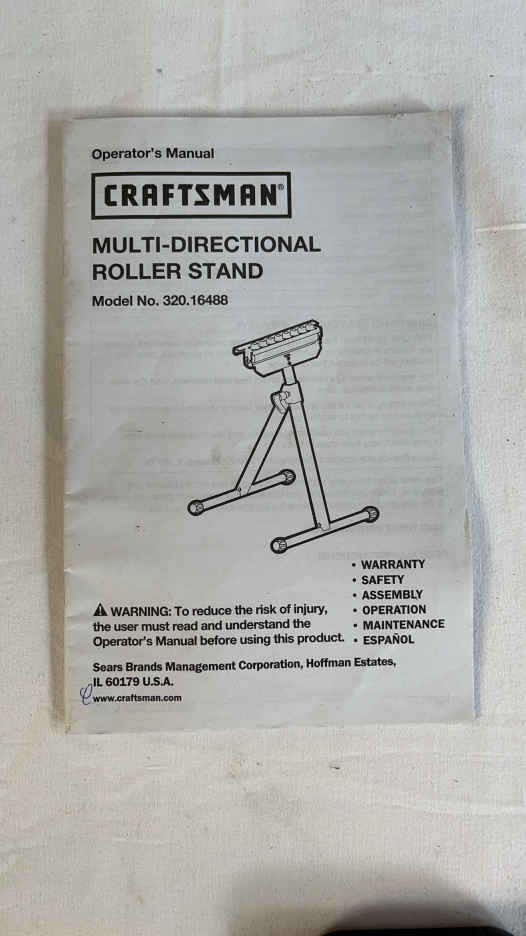 Operator's Manual
CRAFTSMAN®
MULTI-DIRECTIONAL
ROLLER STAND
Model No. 320.16488
• WARRANTY
• SAFETY
• ASSEMBLY
• OPERATION
• MAINTENANCE
• ESPAÑOL
⚠ WARNING: To reduce the risk of injury,
the user must read and understand the
Operator's Manual before using this product.
Sears Brands Management Corporation, Hoffman Estates,
IL 60179 U.S.A.
www.craftsman.com